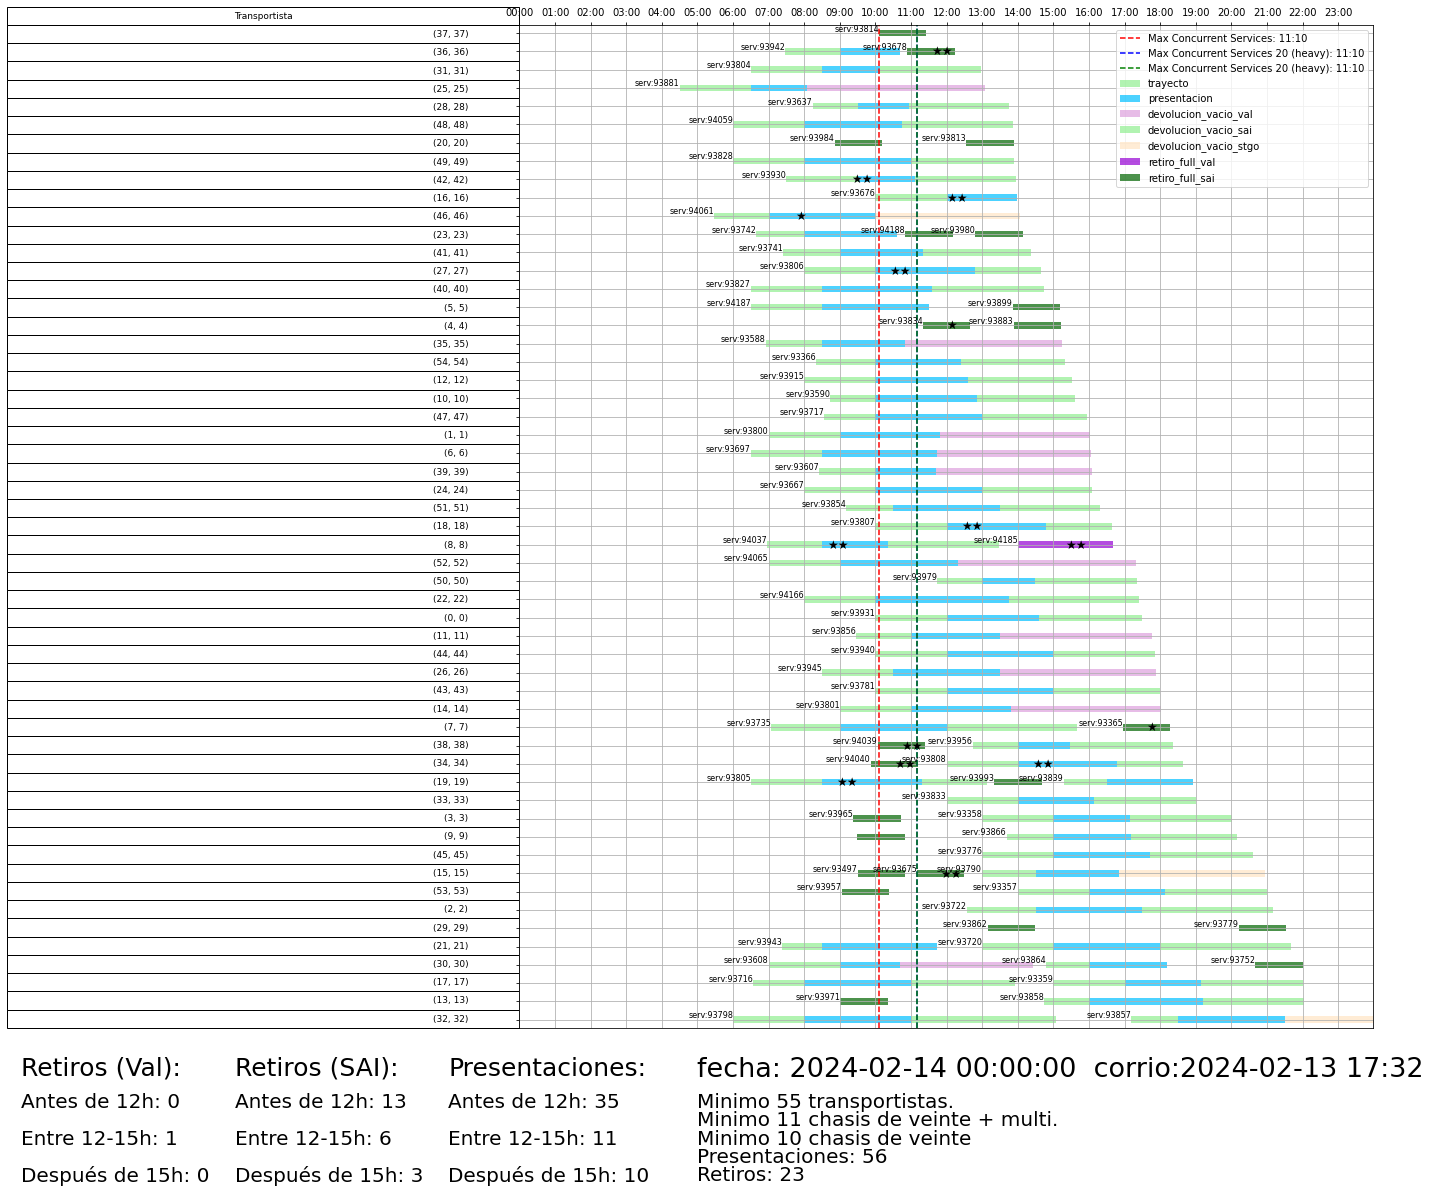 Transportista
00:00 01:00 02:00 03:00 04:00 05:00 06:00 07:00 08:00 09:00 10:00 11:00 12:00 13:00 14:00 15:00 16:00 17:00 18:00 19:00 20:00 21:00 22:00 23:00
Max Concurrent Services: 11:10
Max Concurrent Services 20 (heavy): 11:10
Max Concurrent Services 20 (heavy): 11:10
trayecto
presentacion
devolucion_vacio_val
devolucion_vacio_sai
devolucion_vacio_stgo
retiro_full_val
retiro_full_sai
(37, 37) serv:93814
(36, 36) serv:93942 serv:93678
(31, 31) serv:93804
(25, 25) serv:93881
(28, 28) serv:93637
(48, 48) serv:94059
(20, 20) serv:93984 serv:93813
(49, 49) serv:93828
(42, 42) serv:93930
(16, 16) serv:93676
(46, 46) serv:94061
(23, 23) serv:93742 serv:94188 serv:93980
(41, 41) serv:93741
(27, 27) serv:93806
(40, 40) serv:93827
(5, 5) serv:94187 serv:93899
(4, 4) serv:93834 serv:93883
(35, 35) serv:93588
(54, 54) serv:93366
(12, 12) serv:93915
(10, 10) serv:93590
(47, 47) serv:93717
(1, 1) serv:93800
(6, 6) serv:93697
(39, 39) serv:93607
(24, 24) serv:93667
(51, 51) serv:93854
(18, 18) serv:93807
(8, 8) serv:94037 serv:94185
(52, 52) serv:94065
(50, 50) serv:93979
(22, 22) serv:94166
(0, 0) serv:93931
(11, 11) serv:93856
(44, 44) serv:93940
(26, 26) serv:93945
(43, 43) serv:93781
(14, 14) serv:93801
(7, 7) serv:93735 serv:93365
(38, 38) serv:94039 serv:93956
(34, 34) serv:94040 serv:93808
(19, 19) serv:93805 serv:93993 serv:93839
(33, 33) serv:93833
(3, 3) serv:93965 serv:93358
(9, 9) serv:93866
(45, 45) serv:93776
(15, 15) serv:93497 serv:93675 serv:93790
(53, 53) serv:93957 serv:93357
(2, 2) serv:93722
(29, 29) serv:93862 serv:93779
(21, 21) serv:93943 serv:93720
(30, 30) serv:93608 serv:93864 serv:93752
(17, 17) serv:93716 serv:93359
(13, 13) serv:93971 serv:93858
(32, 32) serv:93798 serv:93857
Retiros (Val):
Antes de 12h: 0
Entre 12-15h: 1
Después de 15h: 0
Retiros (SAI):
Antes de 12h: 13
Entre 12-15h: 6
Después de 15h: 3
Presentaciones:
Antes de 12h: 35
Entre 12-15h: 11
Después de 15h: 10
fecha: 2024-02-14 00:00:00 corrio:2024-02-13 17:32
Minimo 55 transportistas.
Minimo 11 chasis de veinte + multi.
Minimo 10 chasis de veinte
Presentaciones: 56
Retiros: 23